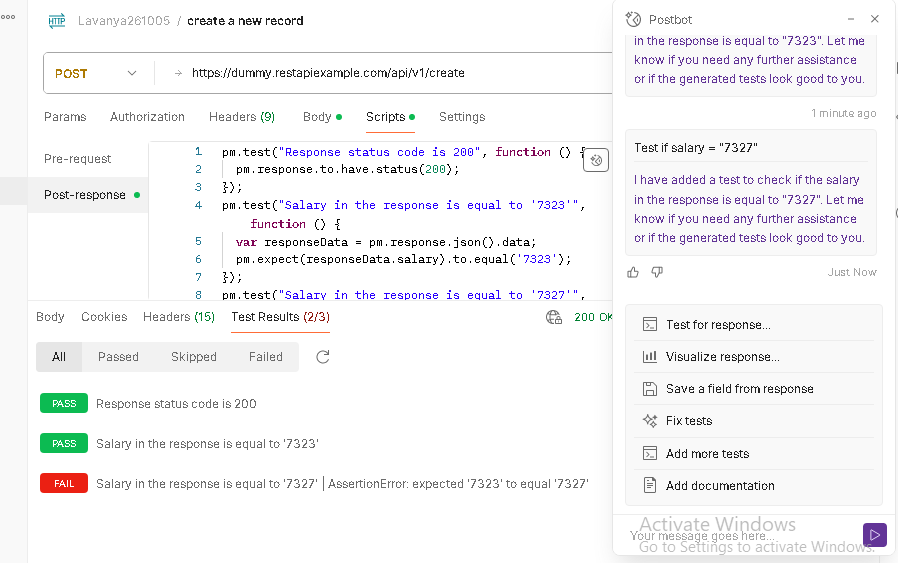 HTTP Lavanya261005 / create a new record
POST https://dummy.restapiexample.com/api/v1/create
Params Authorization Headers (9) Body Scripts Settings
Pre-request
Post-response
1 pm.test("Response status code is 200", function () {
2 pm.response.to.have.status(200);
3 });
4 pm.test("Salary in the response is equal to '7323'",
function () {
5 var responseData = pm.response.json().data;
6 pm.expect(responseData.salary).to.equal('7323');
7 });
8 pm.test("Salary in the response is equal to '7327'",
Body Cookies Headers (15) Test Results (2/3) 200 OK
All Passed Skipped Failed
PASS Response status code is 200
PASS Salary in the response is equal to '7323'
FAIL Salary in the response is equal to '7327' | AssertionError: expected '7323' to equal '7327'
Postbot
in the response is equal to "7323". Let me
know if you need any further assistance
or if the generated tests look good to you.
1 minute ago
Test if salary = "7327"
I have added a test to check if the salary
in the response is equal to "7327". Let me
know if you need any further assistance
or if the generated tests look good to you.
Just Now
Test for response...
Visualize response...
Save a field from response
Fix tests
Add more tests
Add documentation
Your message goes here...
Activate Windows
Go to Settings to activate Windows.